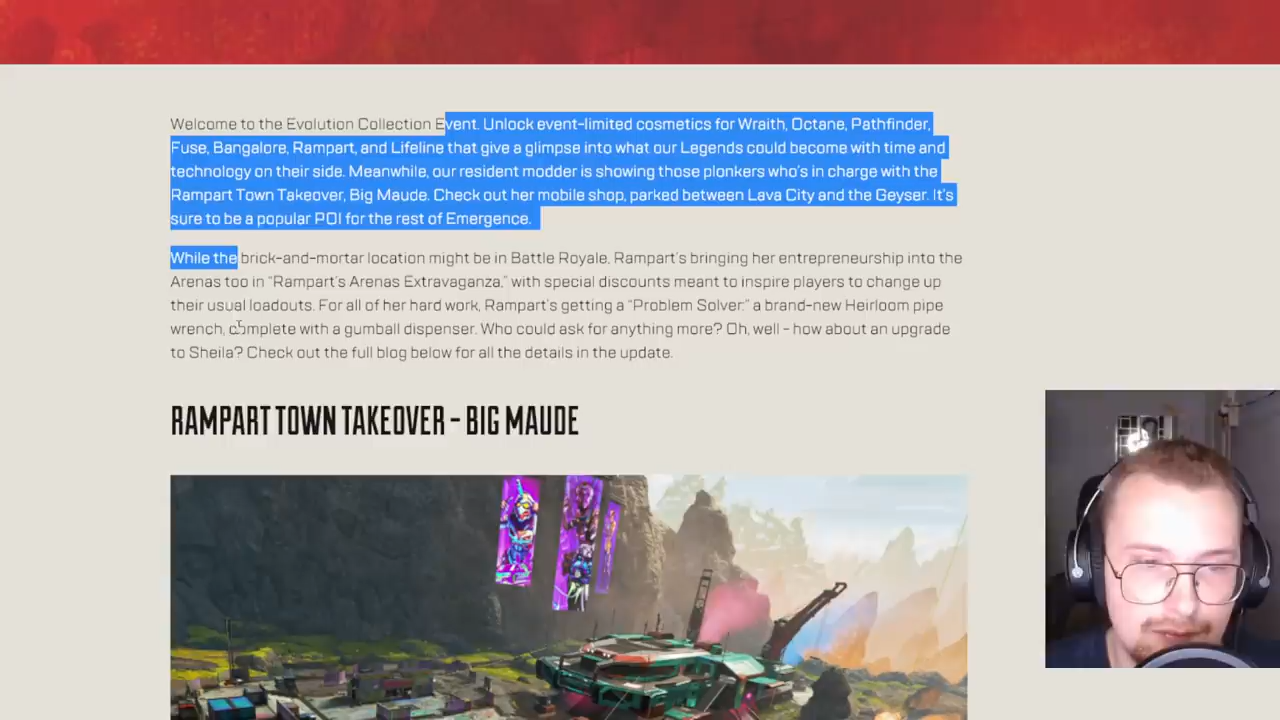 Welcome to the Evolution Collection Event. Unlock event-limited cosmetics for Wraith, Octane, Pathfinder,
Fuse, Bangalore, Rampart, and Lifeline that give a glimpse into what our Legends could become with time and
technology on their side. Meanwhile, our resident modder is showing those plonkers who's in charge with the
Rampart Town Takeover, Big Maude. Check out her mobile shop, parked between Lava City and the Geyser. It's
sure to be a popular POI for the rest of Emergence.
While the brick-and-mortar location might be in Battle Royale, Rampart's bringing her entrepreneurship into the
Arenas too in "Rampart's Arenas Extravaganza," with special discounts meant to inspire players to change up
their usual loadouts. For all of her hard work, Rampart's getting a "Problem Solver:" a brand-new Heirloom pipe
wrench, complete with a gumball dispenser. Who could ask for anything more? Oh, well - how about an upgrade
to Sheila? Check out the full blog below for all the details in the update.
RAMPART TOWN TAKEOVER - BIG MAUDE